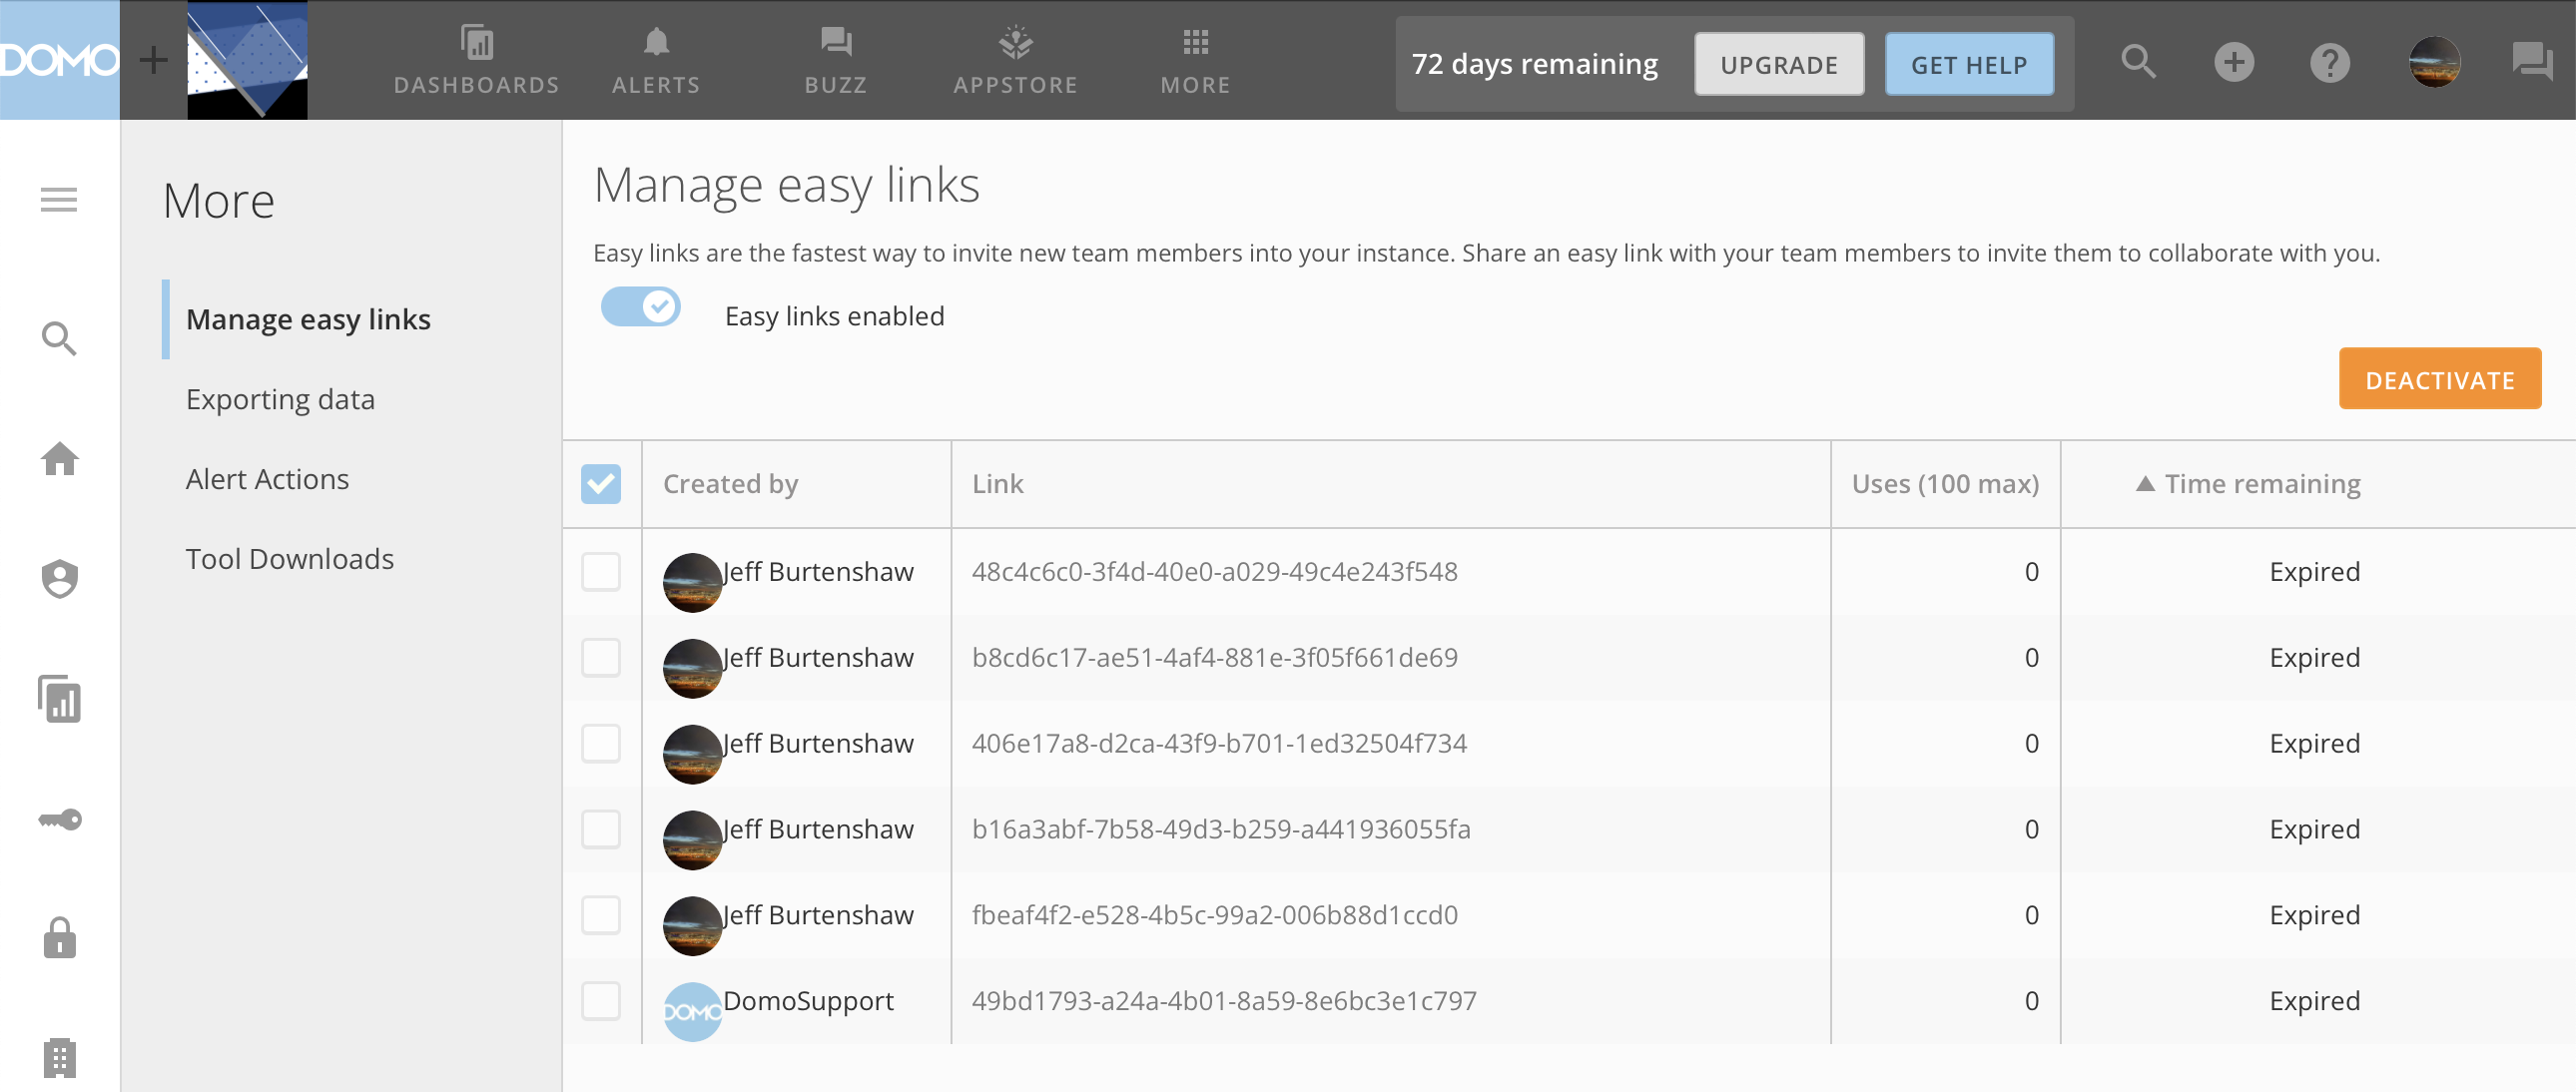 DOMO
DASHBOARDS
ALERTS
BUZZ
APPSTORE
MORE
72 days remaining
UPGRADE
GET HELP
More
Manage easy links
Exporting data
Alert Actions
Tool Downloads
Manage easy links
Easy links are the fastest way to invite new team members into your instance. Share an easy link with your team members to invite them to collaborate with you.
Easy links enabled
DEACTIVATE
Created by Link Uses (100 max) ▲ Time remaining
Jeff Burtenshaw 48c4c6c0-3f4d-40e0-a029-49c4e243f548 0 Expired
Jeff Burtenshaw b8cd6c17-ae51-4af4-881e-3f05f661de69 0 Expired
Jeff Burtenshaw 406e17a8-d2ca-43f9-b701-1ed32504f734 0 Expired
Jeff Burtenshaw b16a3abf-7b58-49d3-b259-a441936055fa 0 Expired
Jeff Burtenshaw fbeaf4f2-e528-4b5c-99a2-006b88d1ccd0 0 Expired
DOMO DomoSupport 49bd1793-a24a-4b01-8a59-8e6bc3e1c797 0 Expired